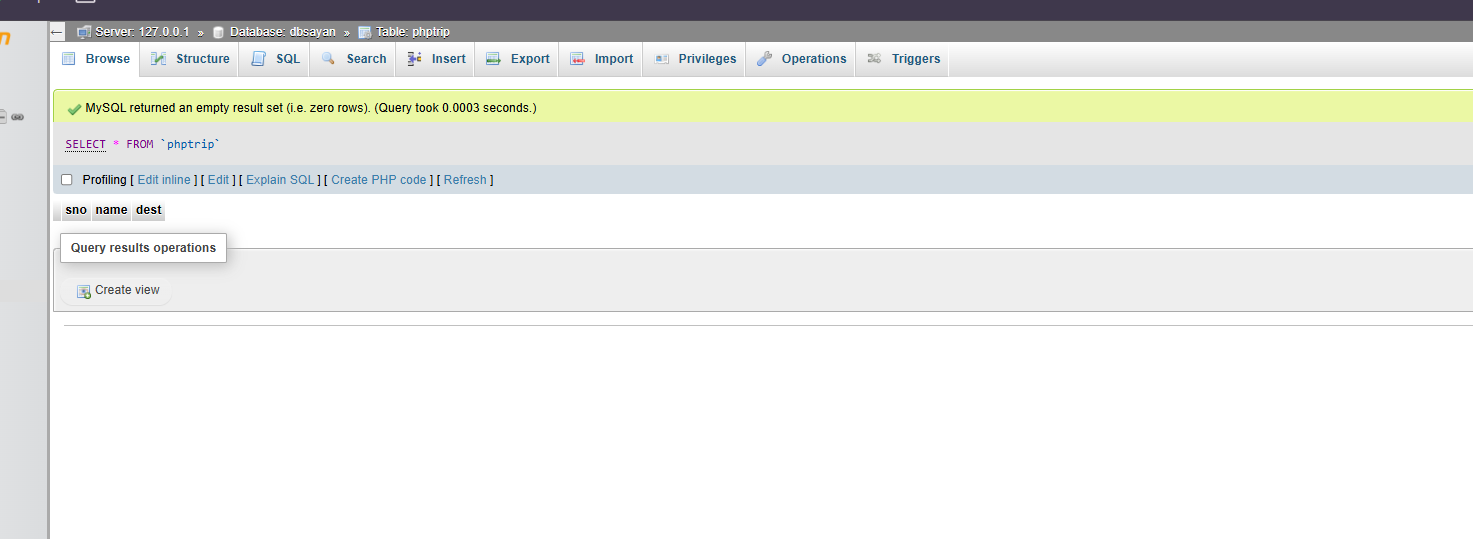 Server: 127.0.0.1 » Database: dbsayan » Table: phptrip
Browse Structure SQL Search Insert Export Import Privileges Operations Triggers
MySQL returned an empty result set (i.e. zero rows). (Query took 0.0003 seconds.)
SELECT * FROM `phptrip`
Profiling [ Edit inline ] [ Edit ] [ Explain SQL ] [ Create PHP code ] [ Refresh ]
sno name dest
Query results operations
Create view